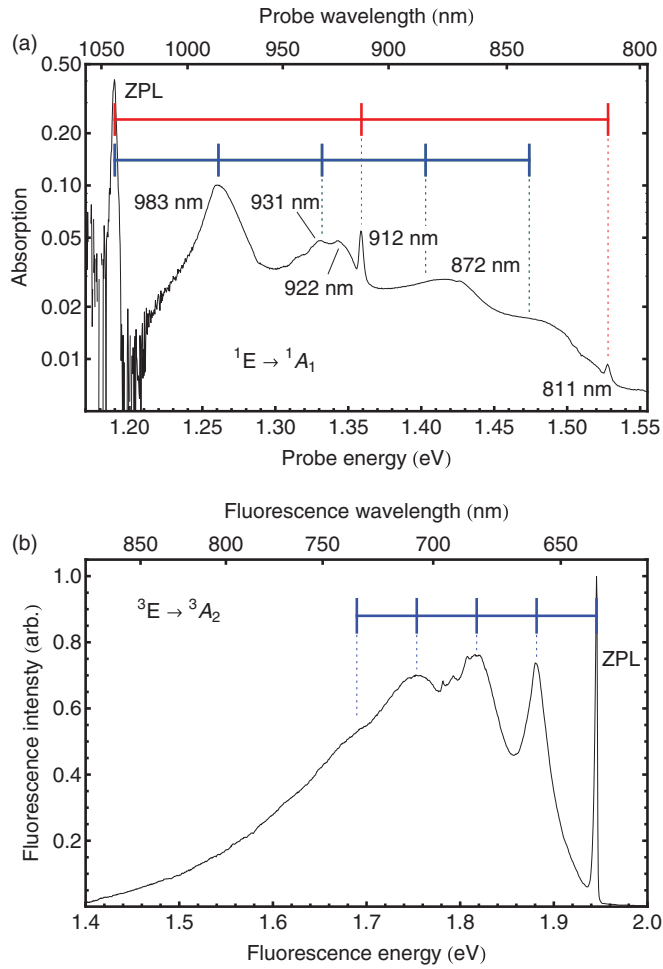 Probe wavelength (nm)
(a)
1050 1000 950 900 850 800
0.50
ZPL
0.20
0.10
983 nm
931 nm
0.05
912 nm
922 nm
872 nm
0.02
0.01
¹E → ¹A₁
811 nm
Absorption
1.20 1.25 1.30 1.35 1.40 1.45 1.50 1.55
Probe energy (eV)
Fluorescence wavelength (nm)
(b)
850 800 750 700 650
1.0
³E → ³A₂
0.8
ZPL
0.6
0.4
0.2
Fluorescence intensty (arb.)
1.4 1.5 1.6 1.7 1.8 1.9 2.0
Fluorescence energy (eV)